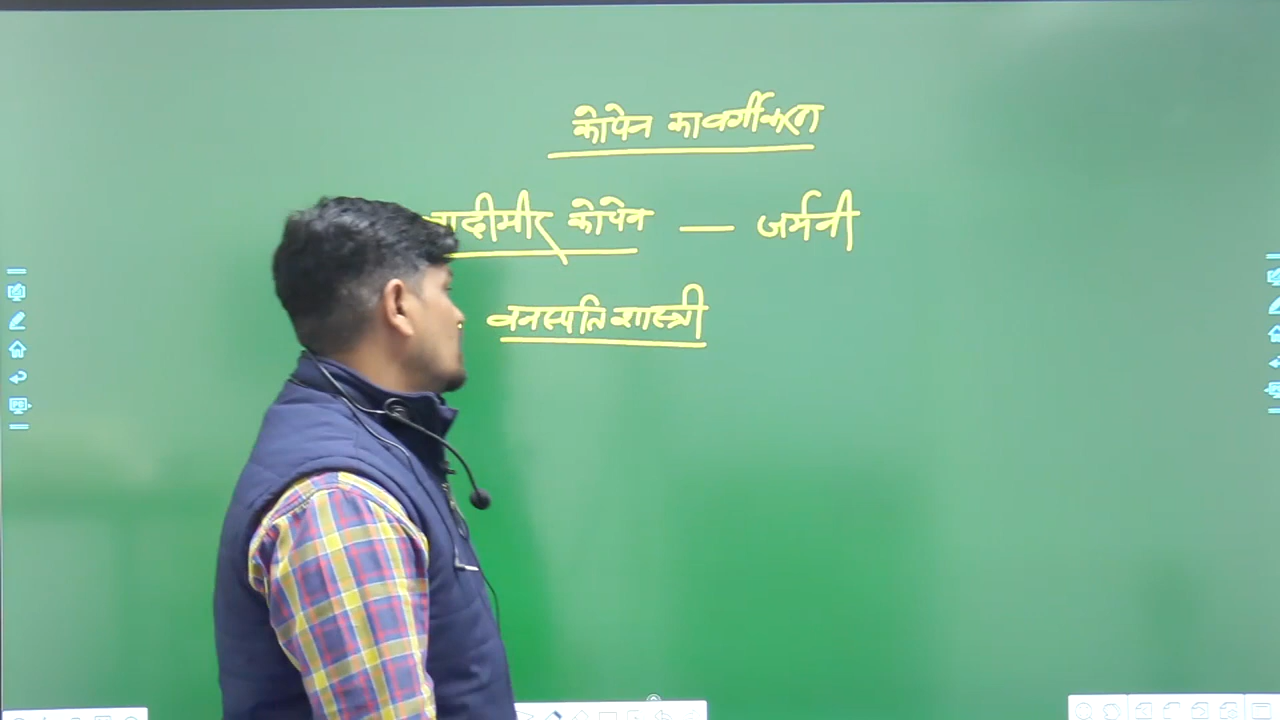 कोपेन का वर्गीकरण
कोपेन — जर्मनी
वनस्पति शास्त्री